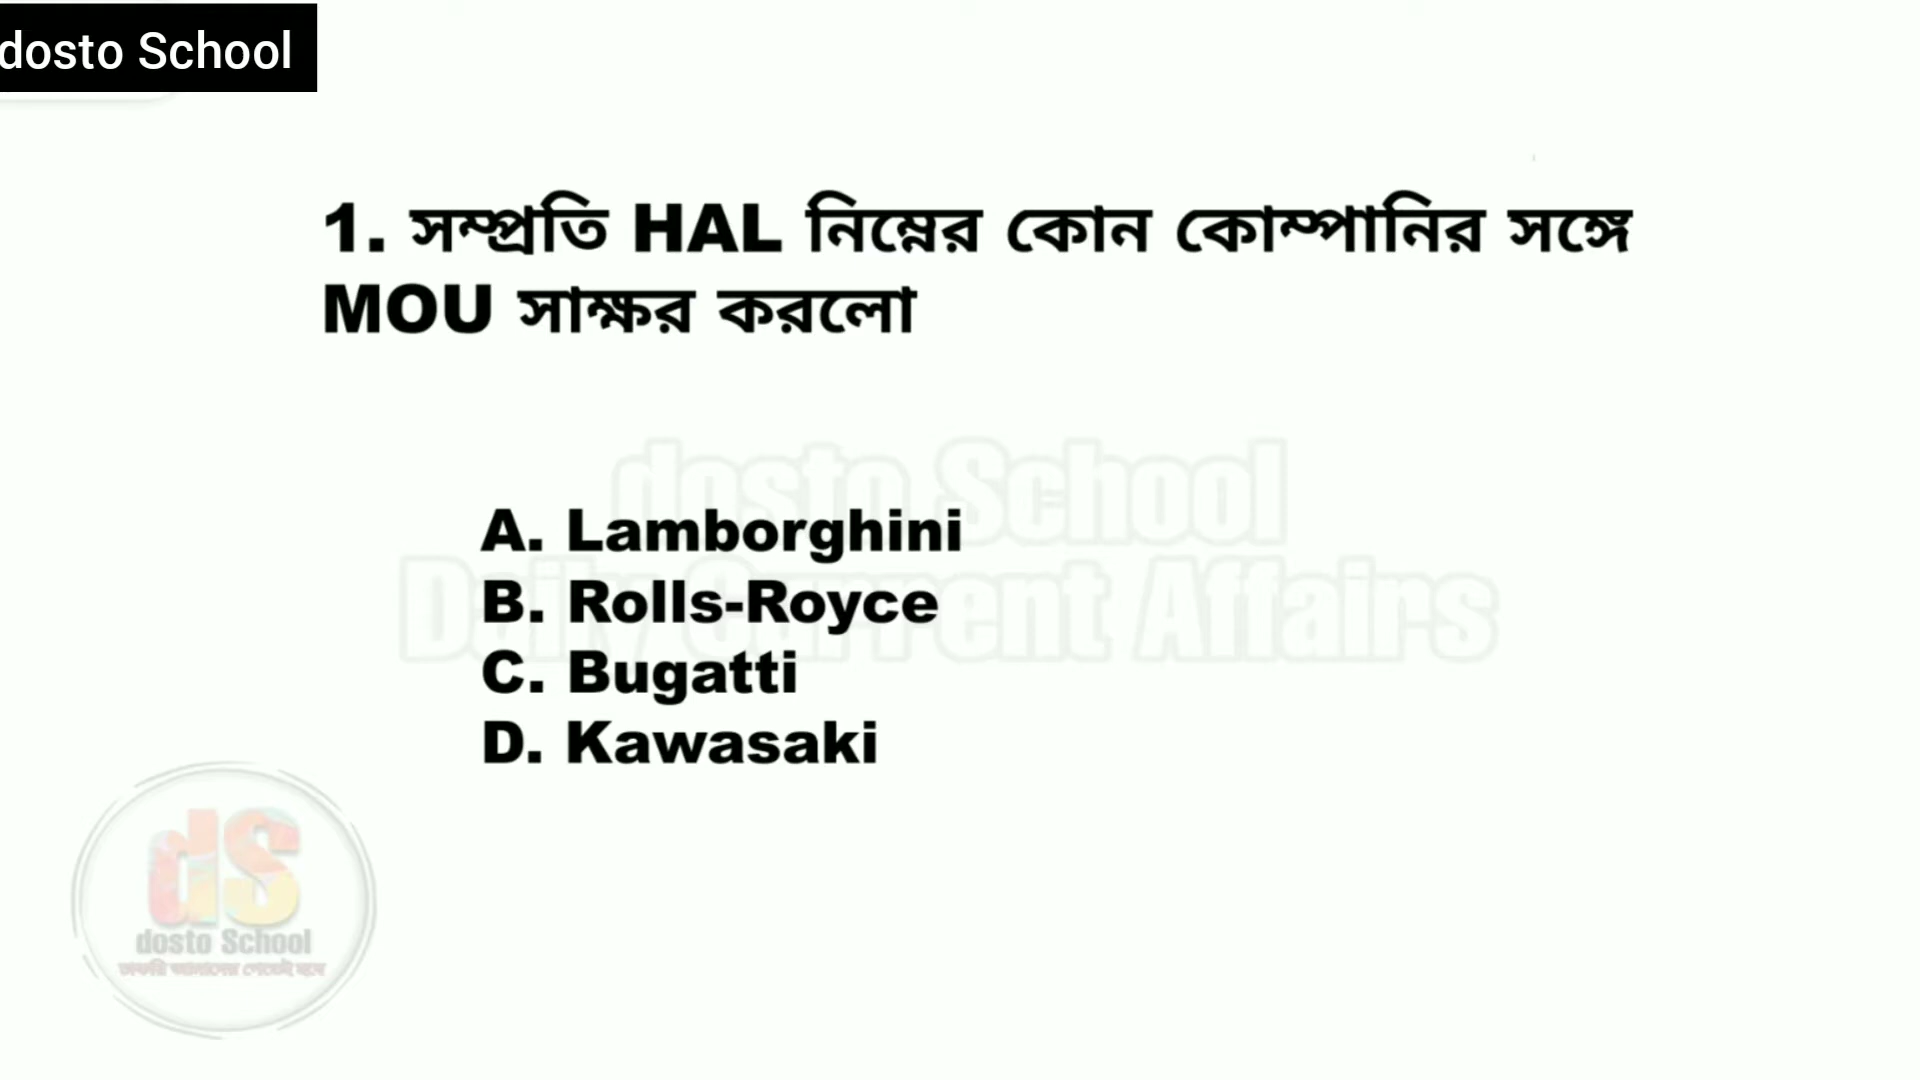 dosto School
1. সম্প্রতি HAL নিম্নের কোন কোম্পানির সঙ্গে
MOU সাক্ষর করলো
dosto School
Daily Current Affairs
A. Lamborghini
B. Rolls-Royce
C. Bugatti
D. Kawasaki
dS
dosto School